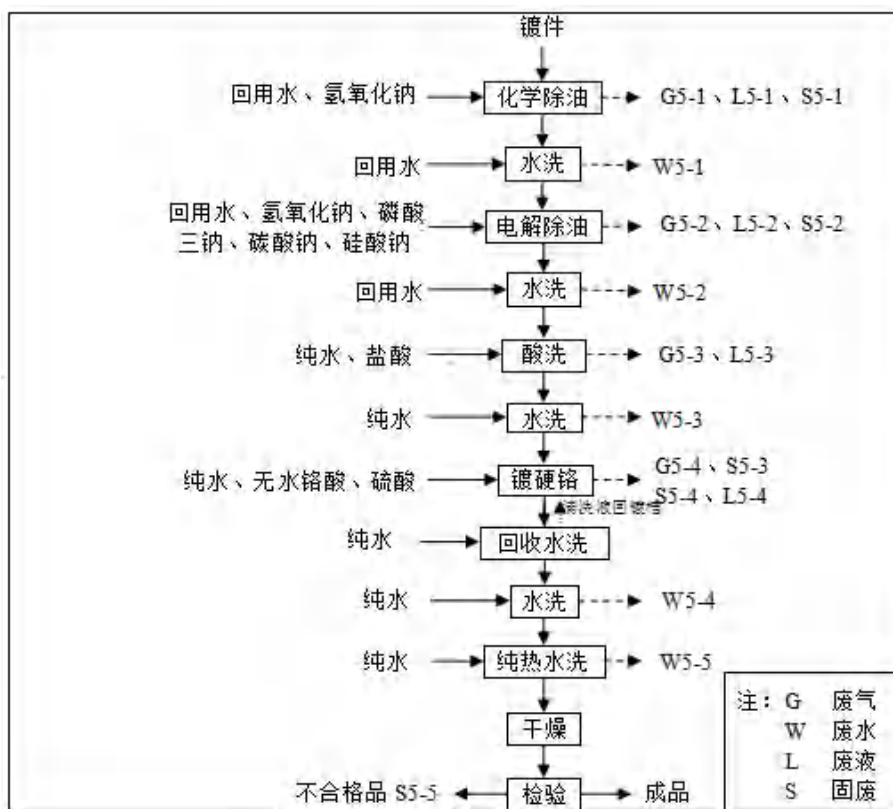 镀件
回用水、氢氧化钠
化学除油
G5-1、L5-1、S5-1
回用水
水洗
W5-1
回用水、氢氧化钠、磷酸
三钠、碳酸钠、硅酸钠
电解除油
G5-2、L5-2、S5-2
回用水
水洗
W5-2
纯水、盐酸
酸洗
G5-3、L5-3
纯水
水洗
W5-3
纯水、无水铬酸、硫酸
镀硬铬
G5-4、S5-3
S5-4、L5-4
清洗液回镀槽
纯水
回收水洗
纯水
水洗
W5-4
纯水
纯热水洗
W5-5
干燥
不合格品 S5-5
检验
成品
注：G 废气
W 废水
L 废液
S 固废